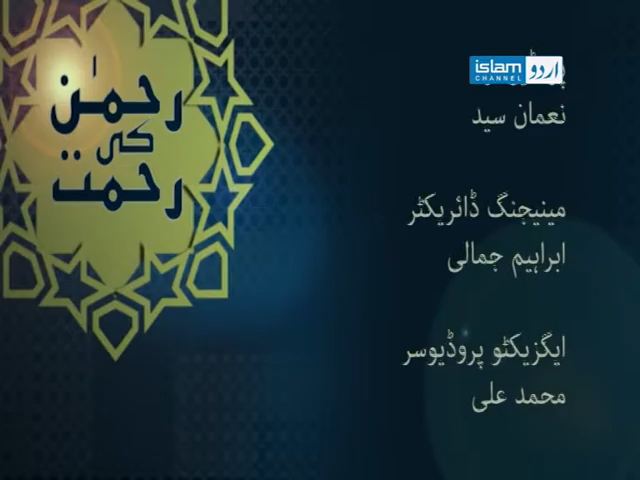 رحمٰن
کی
رحمت
islam
CHANNEL
اردو
نعمان سید
مینیجنگ ڈائریکٹر
ابراہیم جمالی
ایگزیکٹو پروڈیوسر
محمد علی